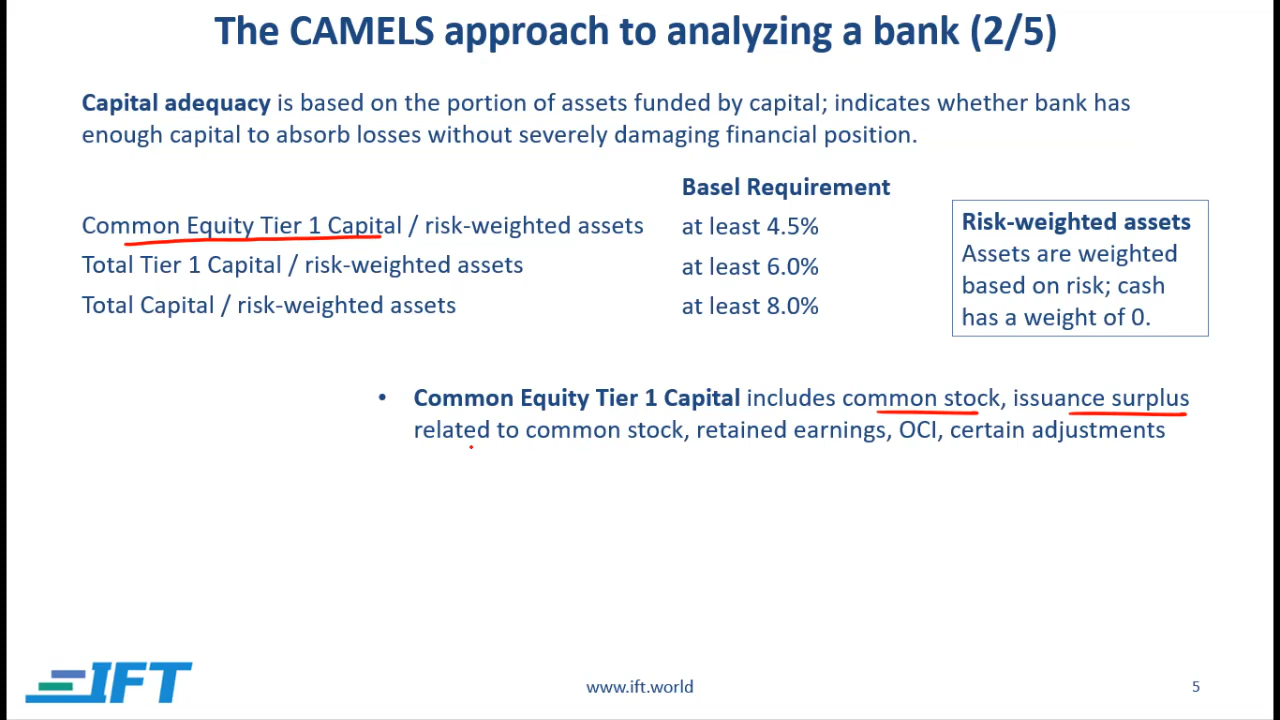 The CAMELS approach to analyzing a bank (2/5)
Capital adequacy is based on the portion of assets funded by capital; indicates whether bank has
enough capital to absorb losses without severely damaging financial position.
Basel Requirement
Common Equity Tier 1 Capital / risk-weighted assets at least 4.5%
Total Tier 1 Capital / risk-weighted assets at least 6.0%
Total Capital / risk-weighted assets at least 8.0%
Risk-weighted assets
Assets are weighted
based on risk; cash
has a weight of 0.
• Common Equity Tier 1 Capital includes common stock, issuance surplus
related to common stock, retained earnings, OCI, certain adjustments
IFT
www.ift.world
5